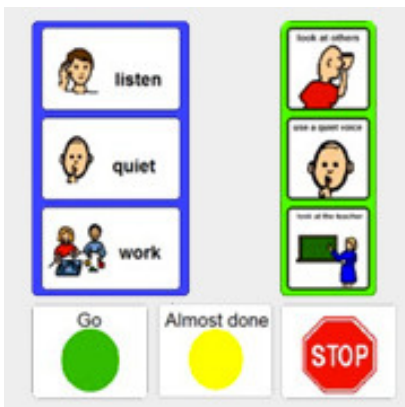 listen
look at others
quiet
use a quiet voice
work
look at the teacher
Go
Almost done
STOP